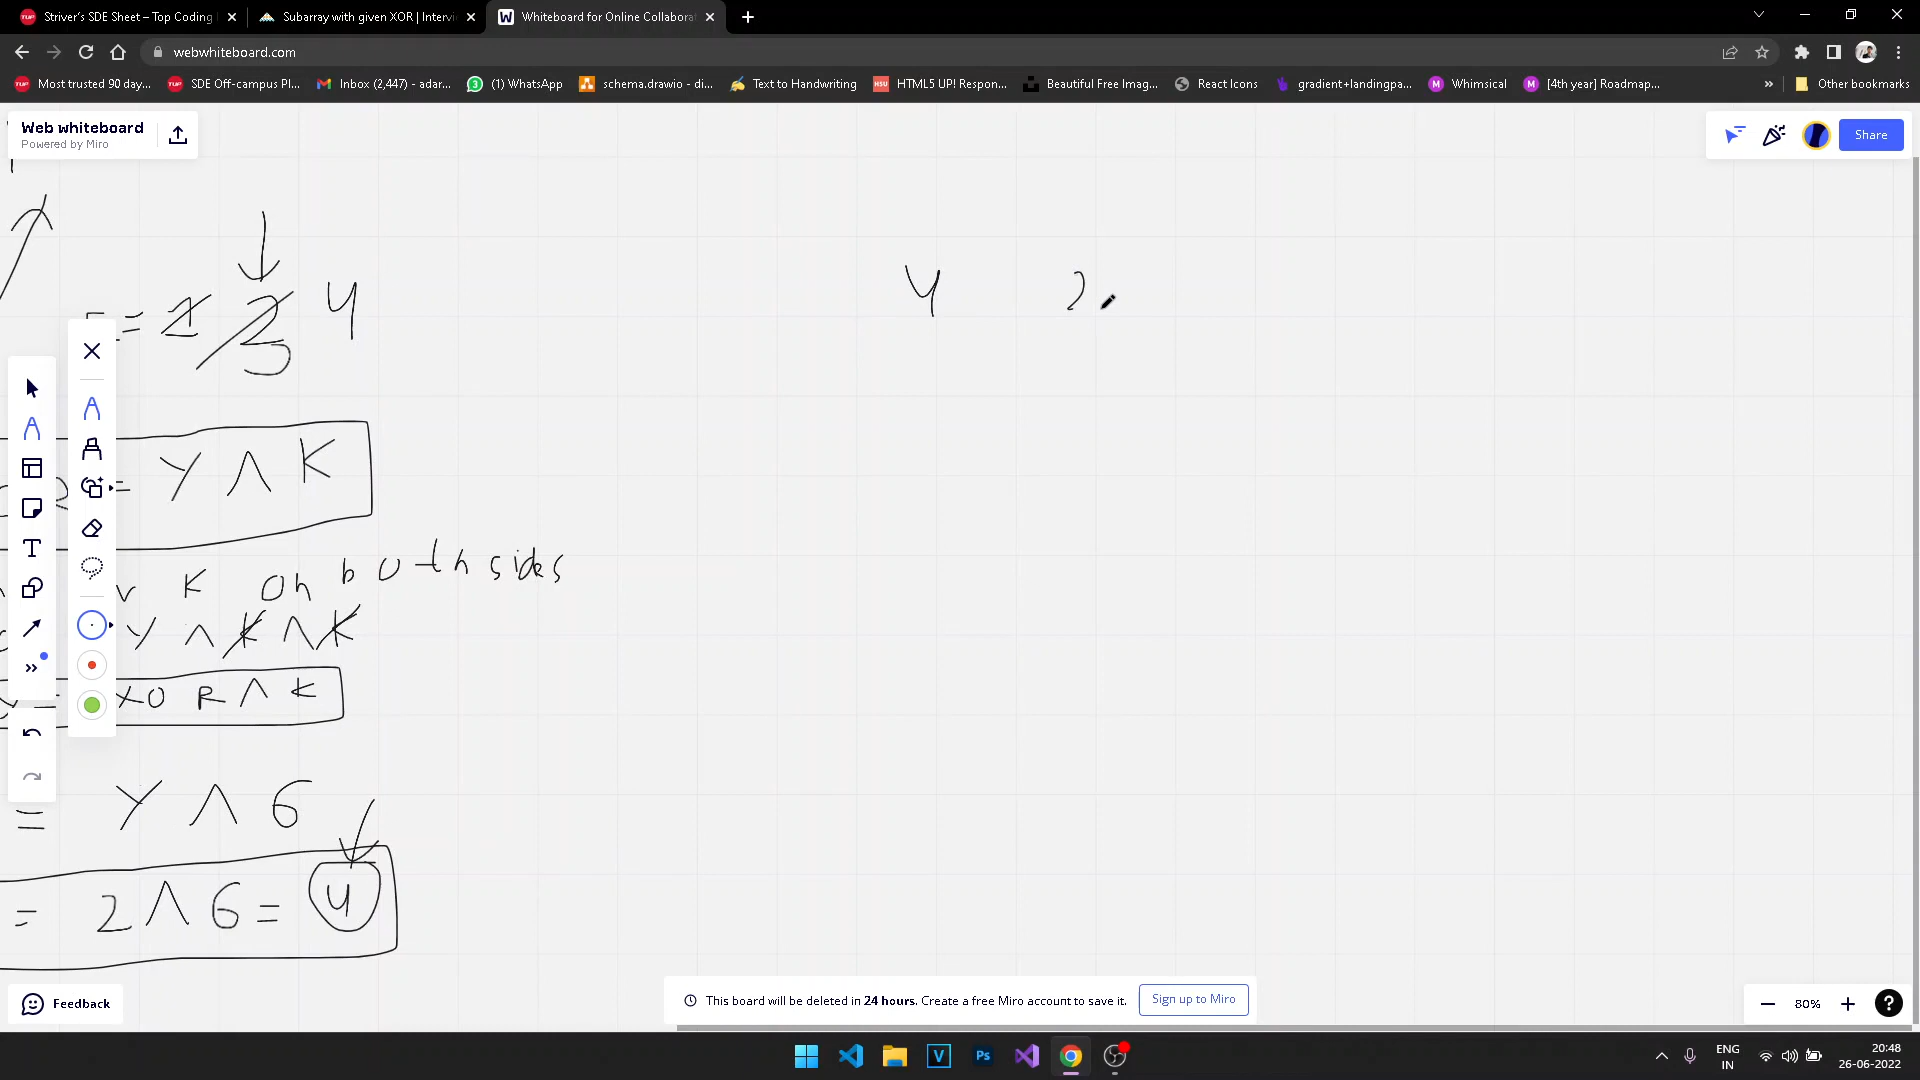 Striver's SDE Sheet – Top Coding
Subarray with given XOR | Intervi
Whiteboard for Online Collabora
webwhiteboard.com
Most trusted 90 day...
SDE Off-campus Pl...
Inbox (2,447) - adar...
(1) WhatsApp
schema.drawio - di...
Text to Handwriting
HTML5 UP! Respon...
Beautiful Free Imag...
React Icons
gradient+landingpa...
Whimsical
[4th year] Roadmap...
»
Other bookmarks
Web whiteboard
Powered by Miro
Share
= 1 2 3 4
4 2
= Y ^ K
K on both sides
Y ^ K ^ K
XOR ^ K
= Y ^ 6
= 2 ^ 6 = 4
Feedback
This board will be deleted in 24 hours. Create a free Miro account to save it.
Sign up to Miro
80%
ENG
IN
20:48
26-06-2022